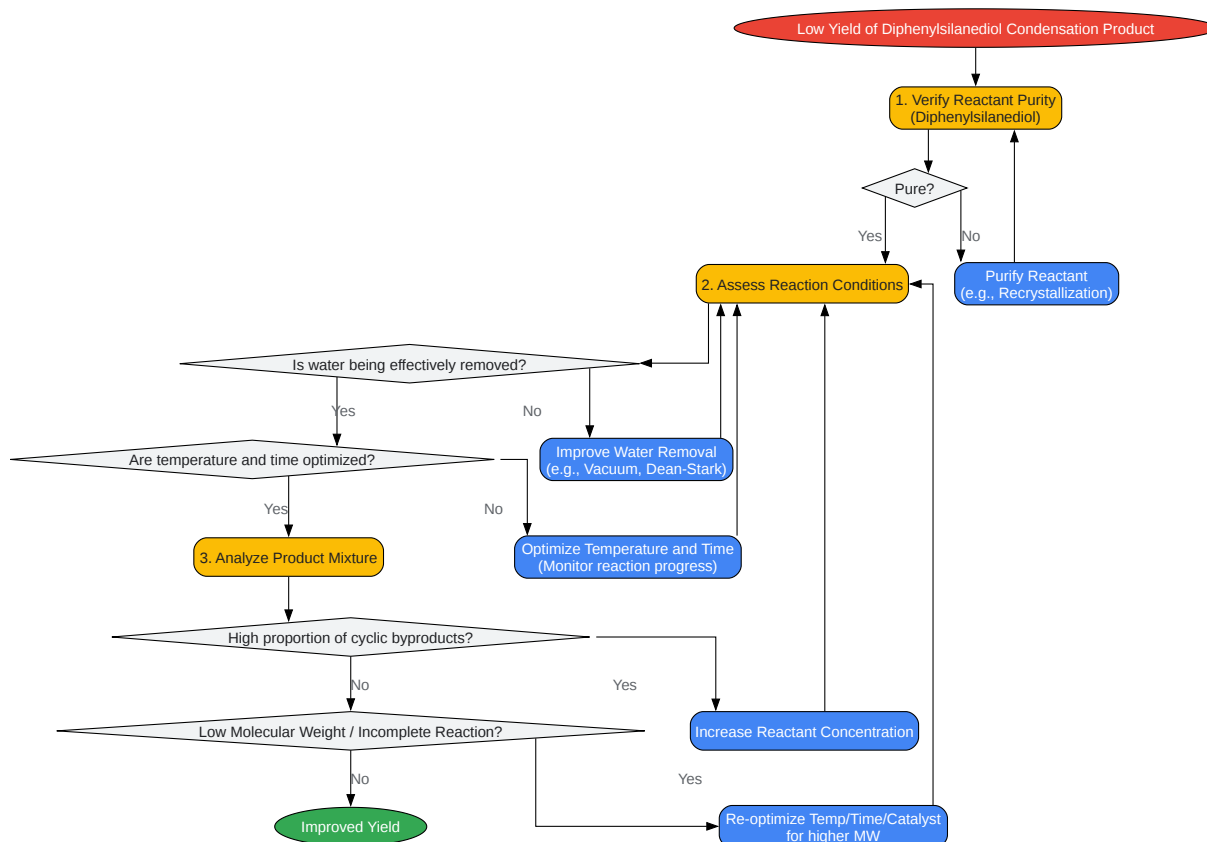 Low Yield of Diphenylsilanediol Condensation Product
1. Verify Reactant Purity
(Diphenylsilanediol)
Pure?
Yes
No
Purify Reactant
(e.g., Recrystallization)
2. Assess Reaction Conditions
Is water being effectively removed?
Yes
No
Improve Water Removal
(e.g., Vacuum, Dean-Stark)
Are temperature and time optimized?
Yes
No
Optimize Temperature and Time
(Monitor reaction progress)
3. Analyze Product Mixture
High proportion of cyclic byproducts?
No
Yes
Increase Reactant Concentration
Low Molecular Weight / Incomplete Reaction?
No
Yes
Improved Yield
Re-optimize Temp/Time/Catalyst
for higher MW